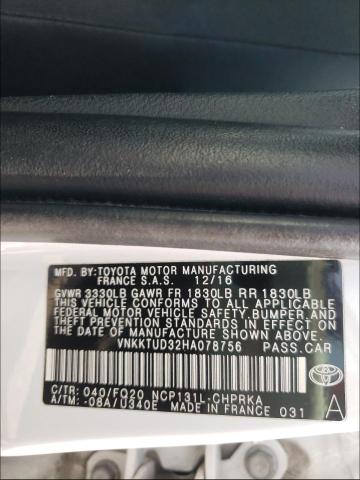 MFD. BY:TOYOTA MOTOR MANUFACTURING
FRANCE S.A.S. 12/16
GVWR 3330LB GAWR FR 1830LB RR 1830LB
THIS VEHICLE CONFORMS TO ALL APPLICABLE
FEDERAL MOTOR VEHICLE SAFETY,BUMPER,AND
THEFT PREVENTION STANDARDS IN EFFECT ON
THE DATE OF MANUFACTURE SHOWN ABOVE.
VNKKTUD32HA078756 PASS.CAR
C/TR: 040/FQ20 NCP131L-CHPRKA
A/TM: -08A/U340E MADE IN FRANCE 031
TOYOTA
A